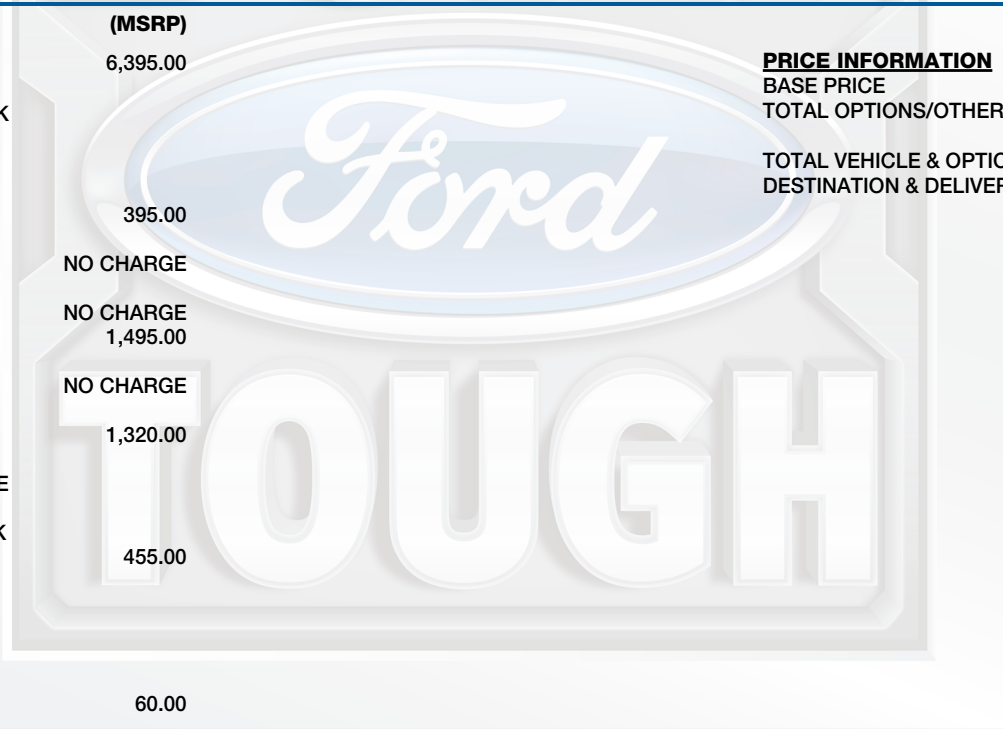 (MSRP)
6,395.00
K
395.00
NO CHARGE
NO CHARGE
1,495.00
NO CHARGE
1,320.00
E
K
455.00
60.00
PRICE INFORMATION
BASE PRICE
TOTAL OPTIONS/OTHER
TOTAL VEHICLE & OPTIO
DESTINATION & DELIVER
Ford
TOUGH